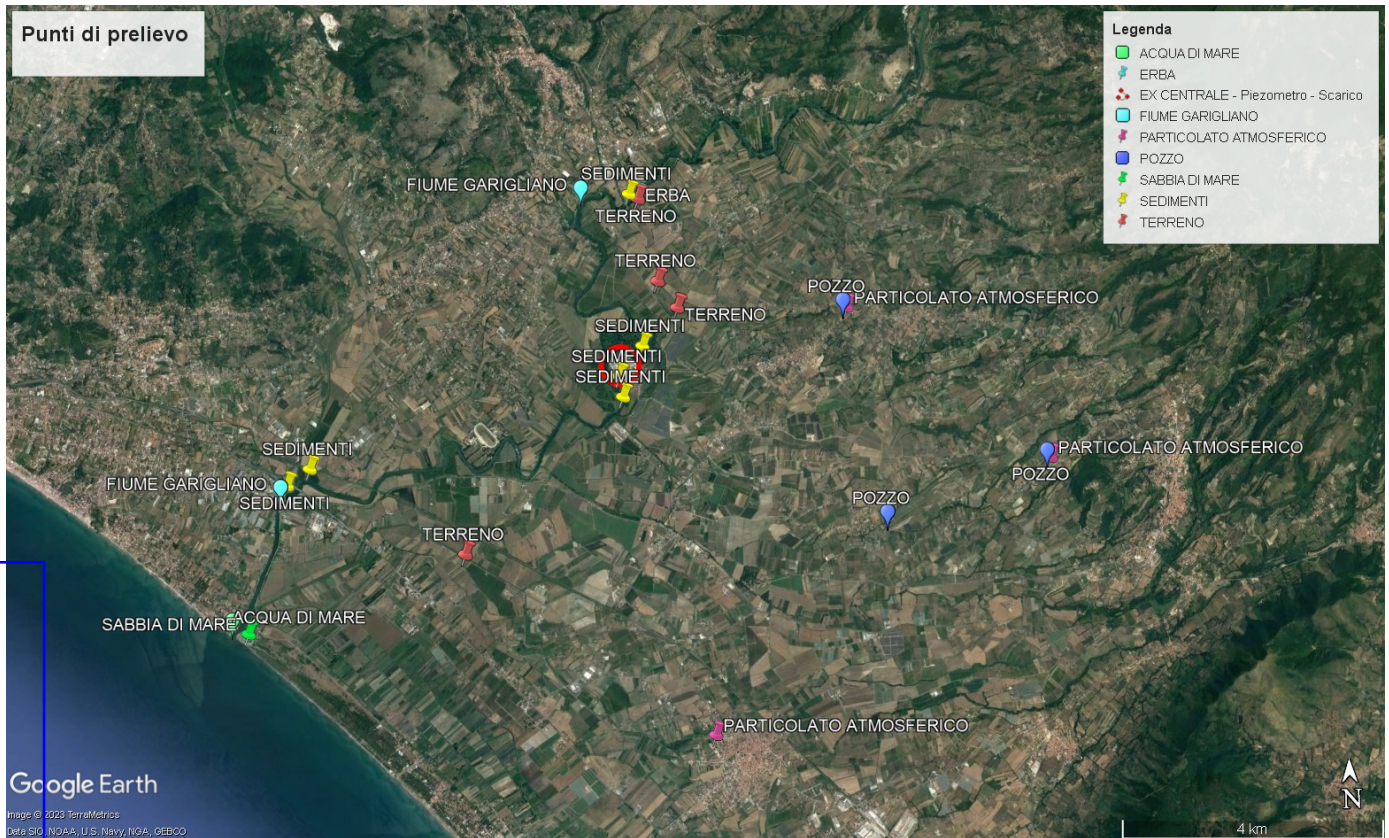 Punti di prelievo
Legenda
ACQUA DI MARE
ERBA
EX CENTRALE - Piezometro - Scarico
FIUME GARIGLIANO
PARTICOLATO ATMOSFERICO
POZZO
SABBIA DI MARE
SEDIMENTI
TERRENO
SEDIMENTI
FIUME GARIGLIANO
ERBA
TERRENO
TERRENO
POZZO
PARTICOLATO ATMOSFERICO
TERRENO
SEDIMENTI
SEDIMENTI
SEDIMENTI
SEDIMENTI
PARTICOLATO ATMOSFERICO
POZZO
FIUME GARIGLIANO
SEDIMENTI
POZZO
TERRENO
SABBIA DI MARE
ACQUA DI MARE
PARTICOLATO ATMOSFERICO
Google Earth
Image © 2023 TerraMetrics
Data SIO, NOAA, U.S. Navy, NGA, GEBCO
N
4 km